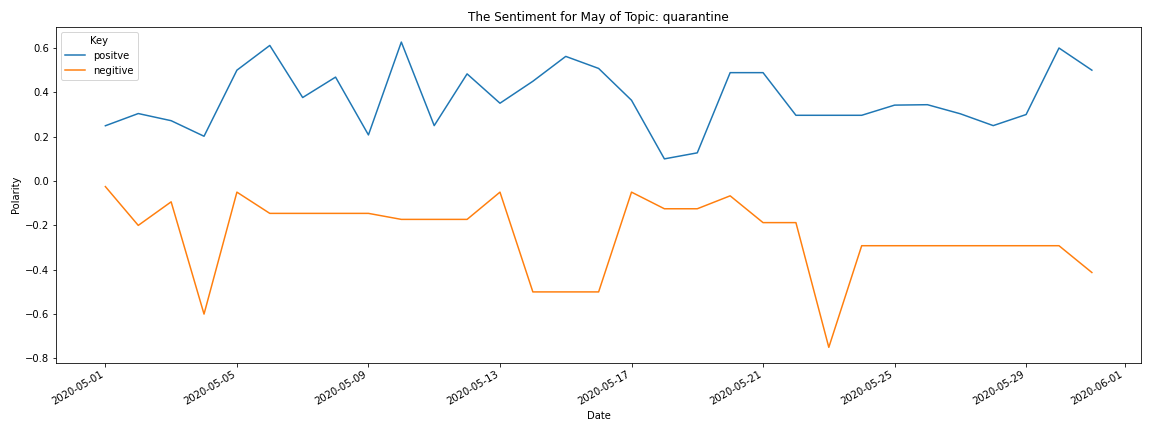 The Sentiment for May of Topic: quarantine
Key
positve
negitive
0.6
0.4
0.2
0.0
−0.2
−0.4
−0.6
−0.8
Polarity
2020-05-01
2020-05-05
2020-05-09
2020-05-13
2020-05-17
2020-05-21
2020-05-25
2020-05-29
2020-06-01
Date